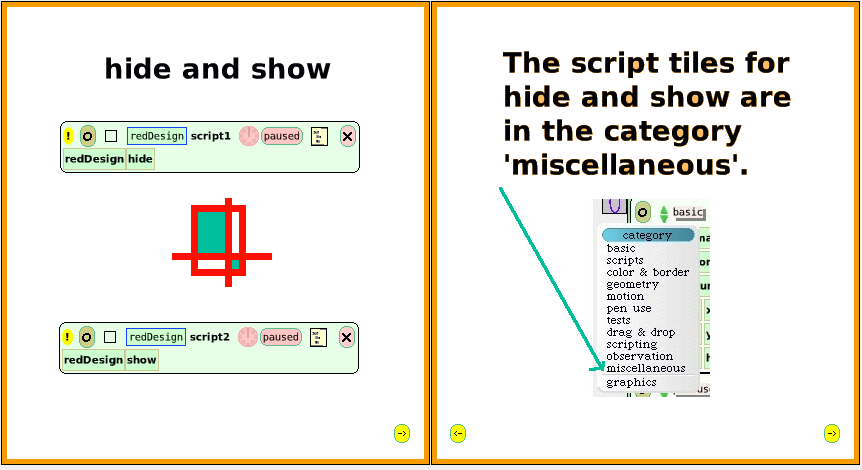 hide and show
! redDesign script1 paused
redDesign hide
! redDesign script2 paused
redDesign show
->
The script tiles for
hide and show are
in the category
'miscellaneous'.
basic
category
basic
scripts
color & border
geometry
motion
pen use
tests
drag & drop
scripting
observation
miscellaneous
graphics
<- ->